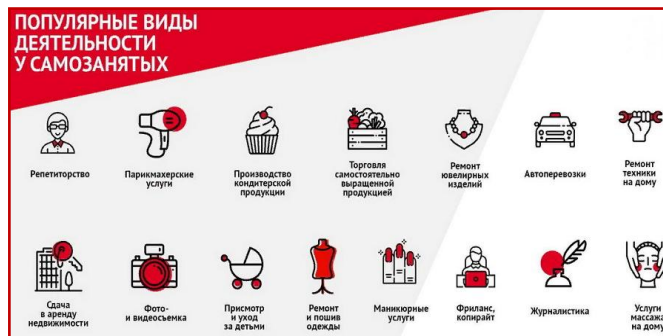 ПОПУЛЯРНЫЕ ВИДЫ
ДЕЯТЕЛЬНОСТИ
У САМОЗАНЯТЫХ
Репетиторство
Парикмахерские
услуги
Производство
кондитерской
продукции
Торговля
самостоятельно
выращенной
продукцией
Ремонт
ювелирных
изделий
Автоперевозки
Ремонт
техники
на дому
Сдача
в аренду
недвижимости
Фото-
и видеосъемка
Присмотр
и уход
за детьми
Ремонт
и пошив
одежды
Маникюрные
услуги
Фриланс,
копирайт
Журналистика
Услуги
массажа
на дому